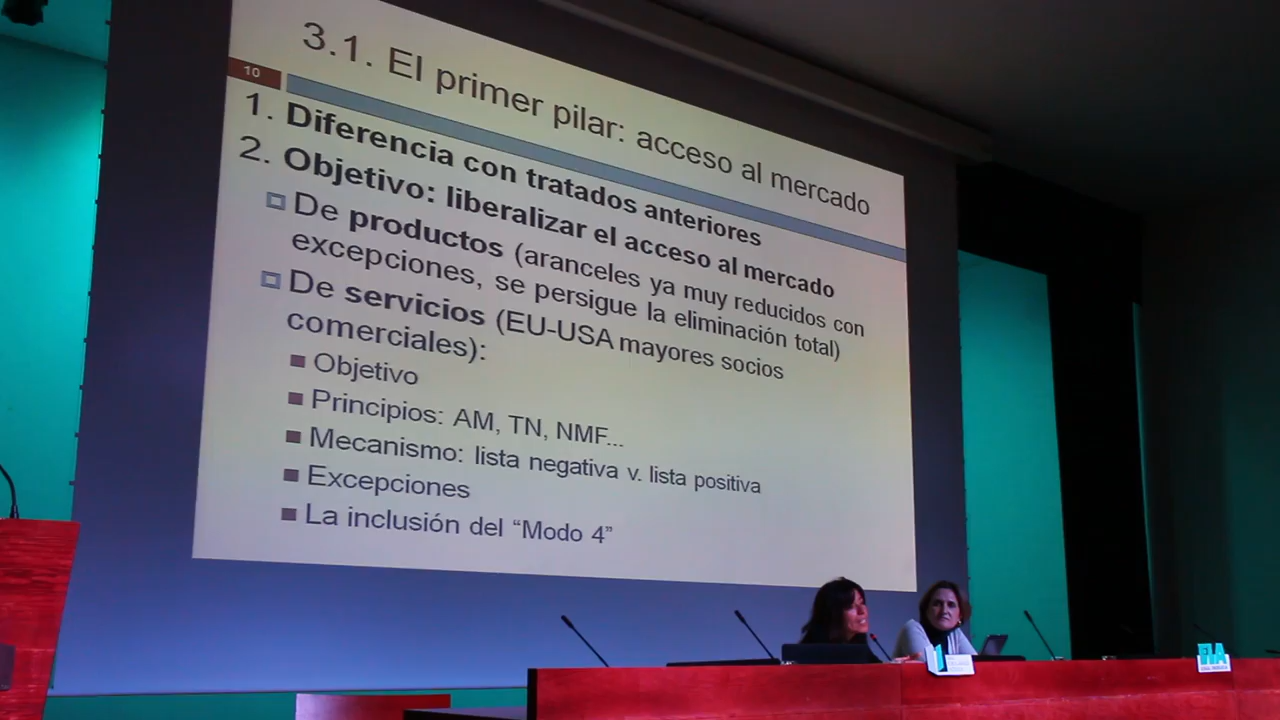 3.1. El primer pilar: acceso al mercado
10
1. Diferencia con tratados anteriores
2. Objetivo: liberalizar el acceso al mercado
De productos (aranceles ya muy reducidos con
excepciones, se persigue la eliminación total)
De servicios (EU-USA mayores socios
comerciales):
Objetivo
Principios: AM, TN, NMF...
Mecanismo: lista negativa v. lista positiva
Excepciones
La inclusión del “Modo 4”